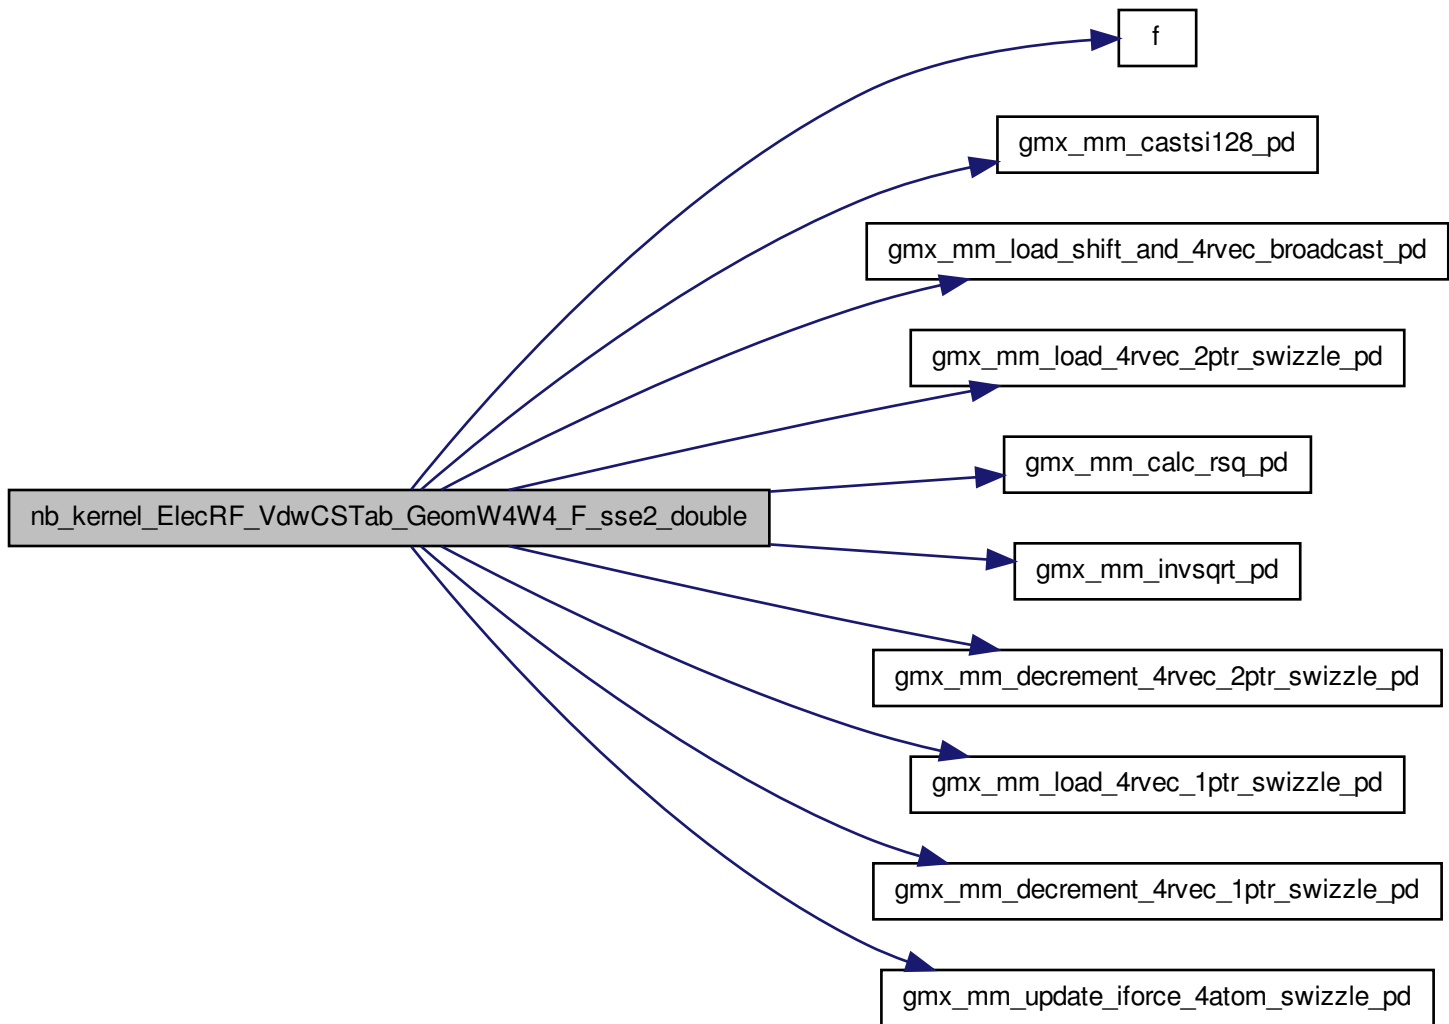 f
gmx_mm_castsi128_pd
gmx_mm_load_shift_and_4rvec_broadcast_pd
gmx_mm_load_4rvec_2ptr_swizzle_pd
gmx_mm_calc_rsq_pd
nb_kernel_ElecRF_VdwCSTab_GeomW4W4_F_sse2_double
gmx_mm_invsqrt_pd
gmx_mm_decrement_4rvec_2ptr_swizzle_pd
gmx_mm_load_4rvec_1ptr_swizzle_pd
gmx_mm_decrement_4rvec_1ptr_swizzle_pd
gmx_mm_update_iforce_4atom_swizzle_pd